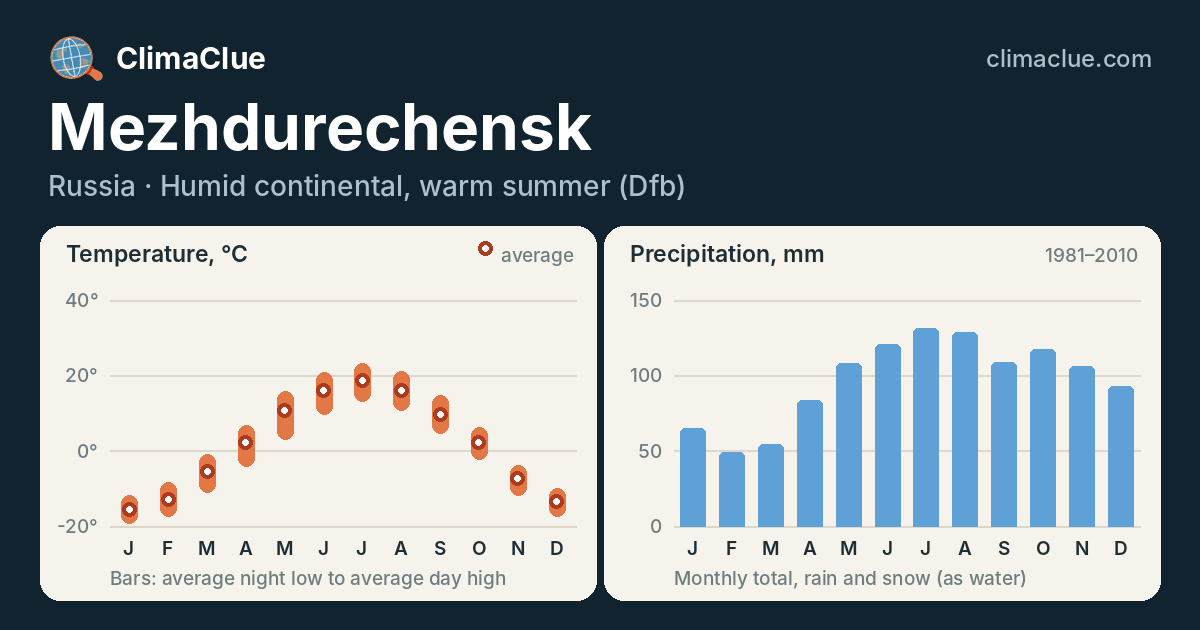 ClimaClue
climaclue.com
Mezhdurechensk
Russia · Humid continental, warm summer (Dfb)
Temperature, °C
average
40°
20°
0°
-20°
J F M A M J J A S O N D
Bars: average night low to average day high
Precipitation, mm
1981–2010
150
100
50
0
J F M A M J J A S O N D
Monthly total, rain and snow (as water)